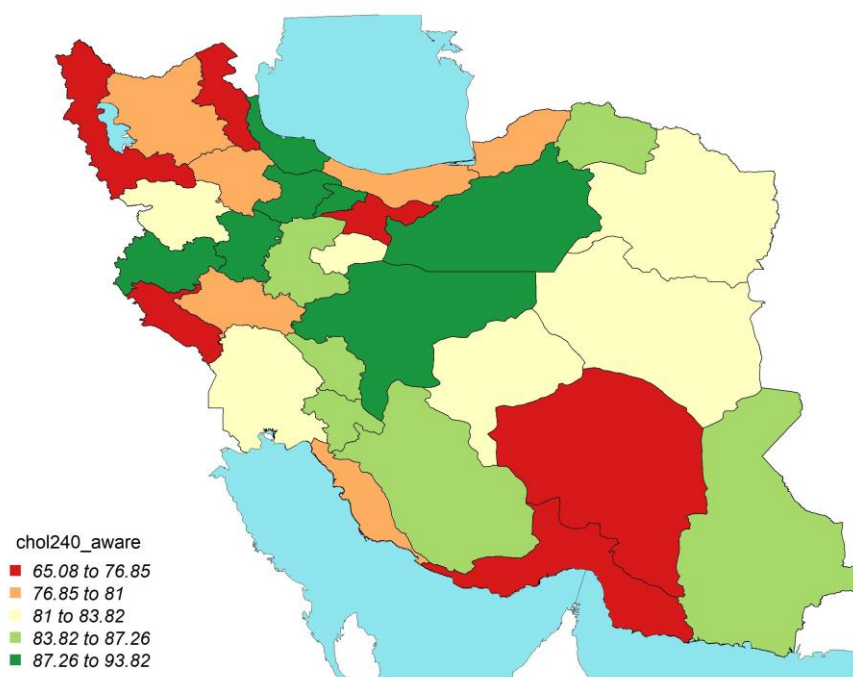 chol240_aware
65.08 to 76.85
76.85 to 81
81 to 83.82
83.82 to 87.26
87.26 to 93.82